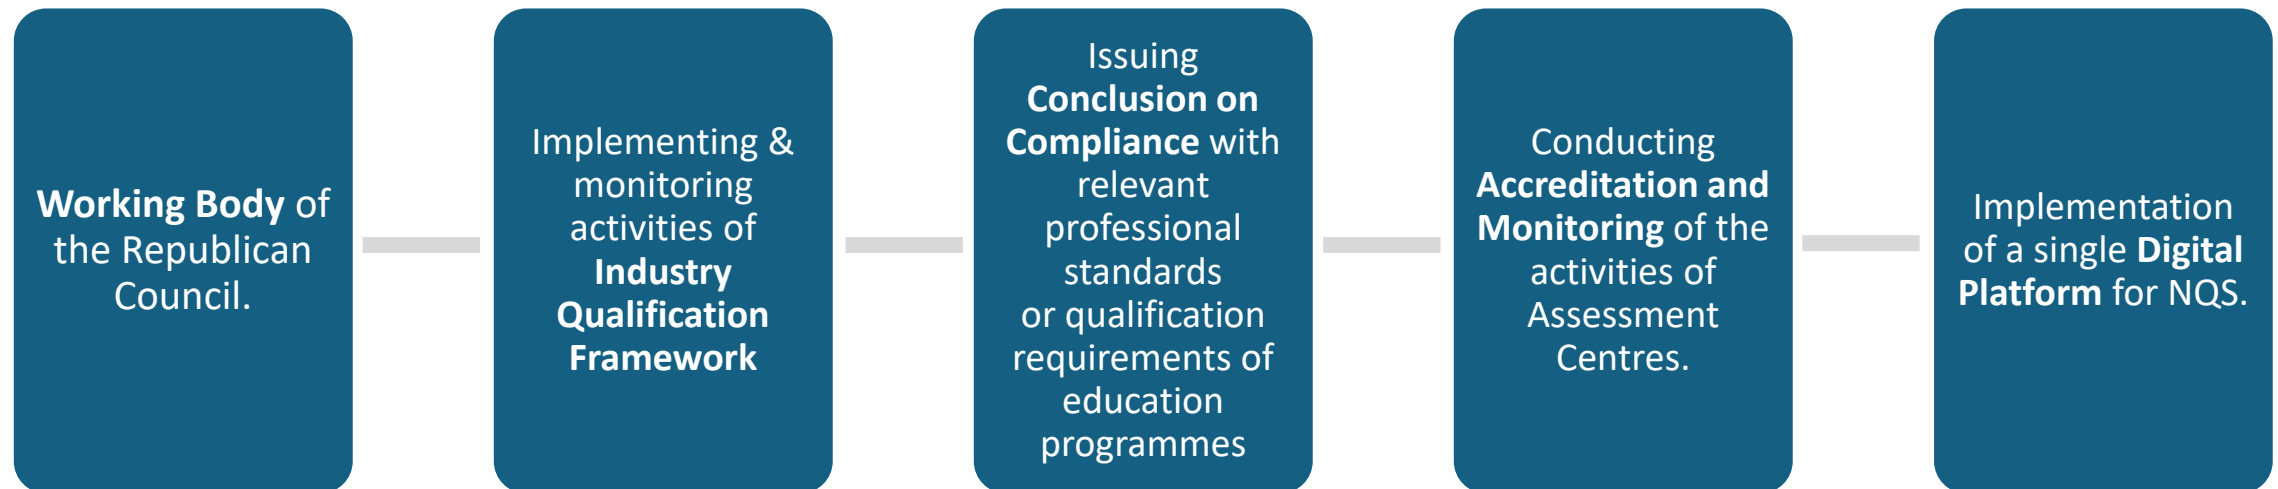 Working Body of
the Republican
Council.
Implementing &
monitoring
activities of
Industry
Qualification
Framework
Issuing
Conclusion on
Compliance with
relevant
professional
standards
or qualification
requirements of
education
programmes
Conducting
Accreditation and
Monitoring of the
activities of
Assessment
Centres.
Implementation
of a single Digital
Platform for NQS.